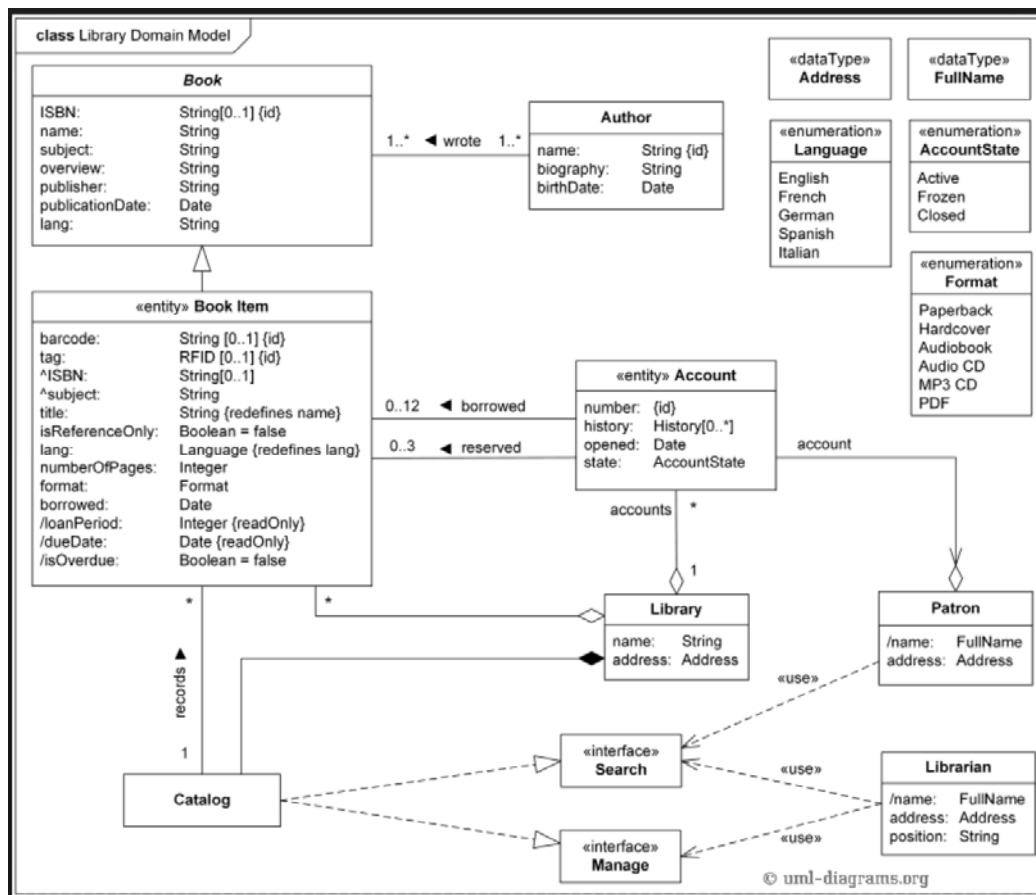 class Library Domain Model
Book
ISBN: String[0..1] {id}
name: String
subject: String
overview: String
publisher: String
publicationDate: Date
lang: String
1..* ◄ wrote 1..*
Author
name: String {id}
biography: String
birthDate: Date
«dataType»
Address
«dataType»
FullName
«enumeration»
Language
English
French
German
Spanish
Italian
«enumeration»
AccountState
Active
Frozen
Closed
«enumeration»
Format
Paperback
Hardcover
Audiobook
Audio CD
MP3 CD
PDF
«entity» Book Item
barcode: String [0..1] {id}
tag: RFID [0..1] {id}
^ISBN: String[0..1]
^subject: String
title: String {redefines name}
isReferenceOnly: Boolean = false
lang: Language {redefines lang}
numberOfPages: Integer
format: Format
borrowed: Date
/loanPeriod: Integer {readOnly}
/dueDate: Date {readOnly}
/isOverdue: Boolean = false
0..12 ◄ borrowed
0..3 ◄ reserved
«entity» Account
number: {id}
history: History[0..*]
opened: Date
state: AccountState
account
accounts *
1
*
*
Library
name: String
address: Address
Patron
/name: FullName
address: Address
records ►
1
Catalog
«use»
«interface»
Search
«use»
«use»
«interface»
Manage
Librarian
/name: FullName
address: Address
position: String
© uml-diagrams.org